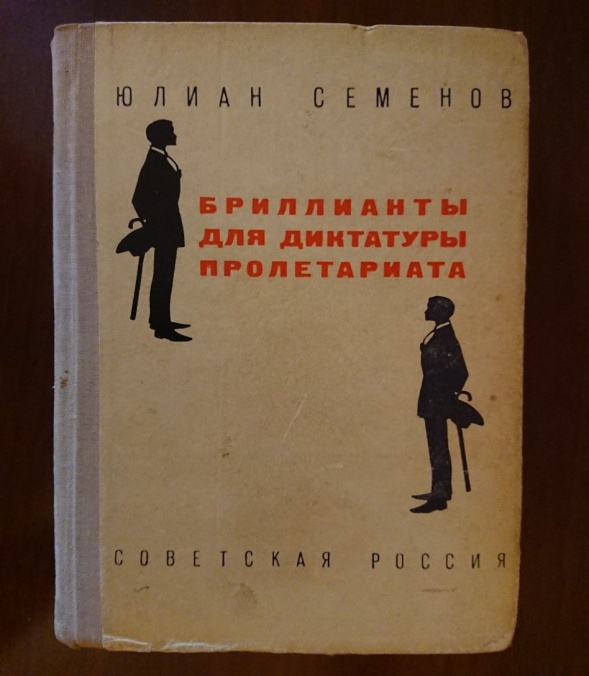 ЮЛИАН СЕМЕНОВ
БРИЛЛИАНТЫ
ДЛЯ ДИКТАТУРЫ
ПРОЛЕТАРИАТА
СОВЕТСКАЯ РОССИЯ